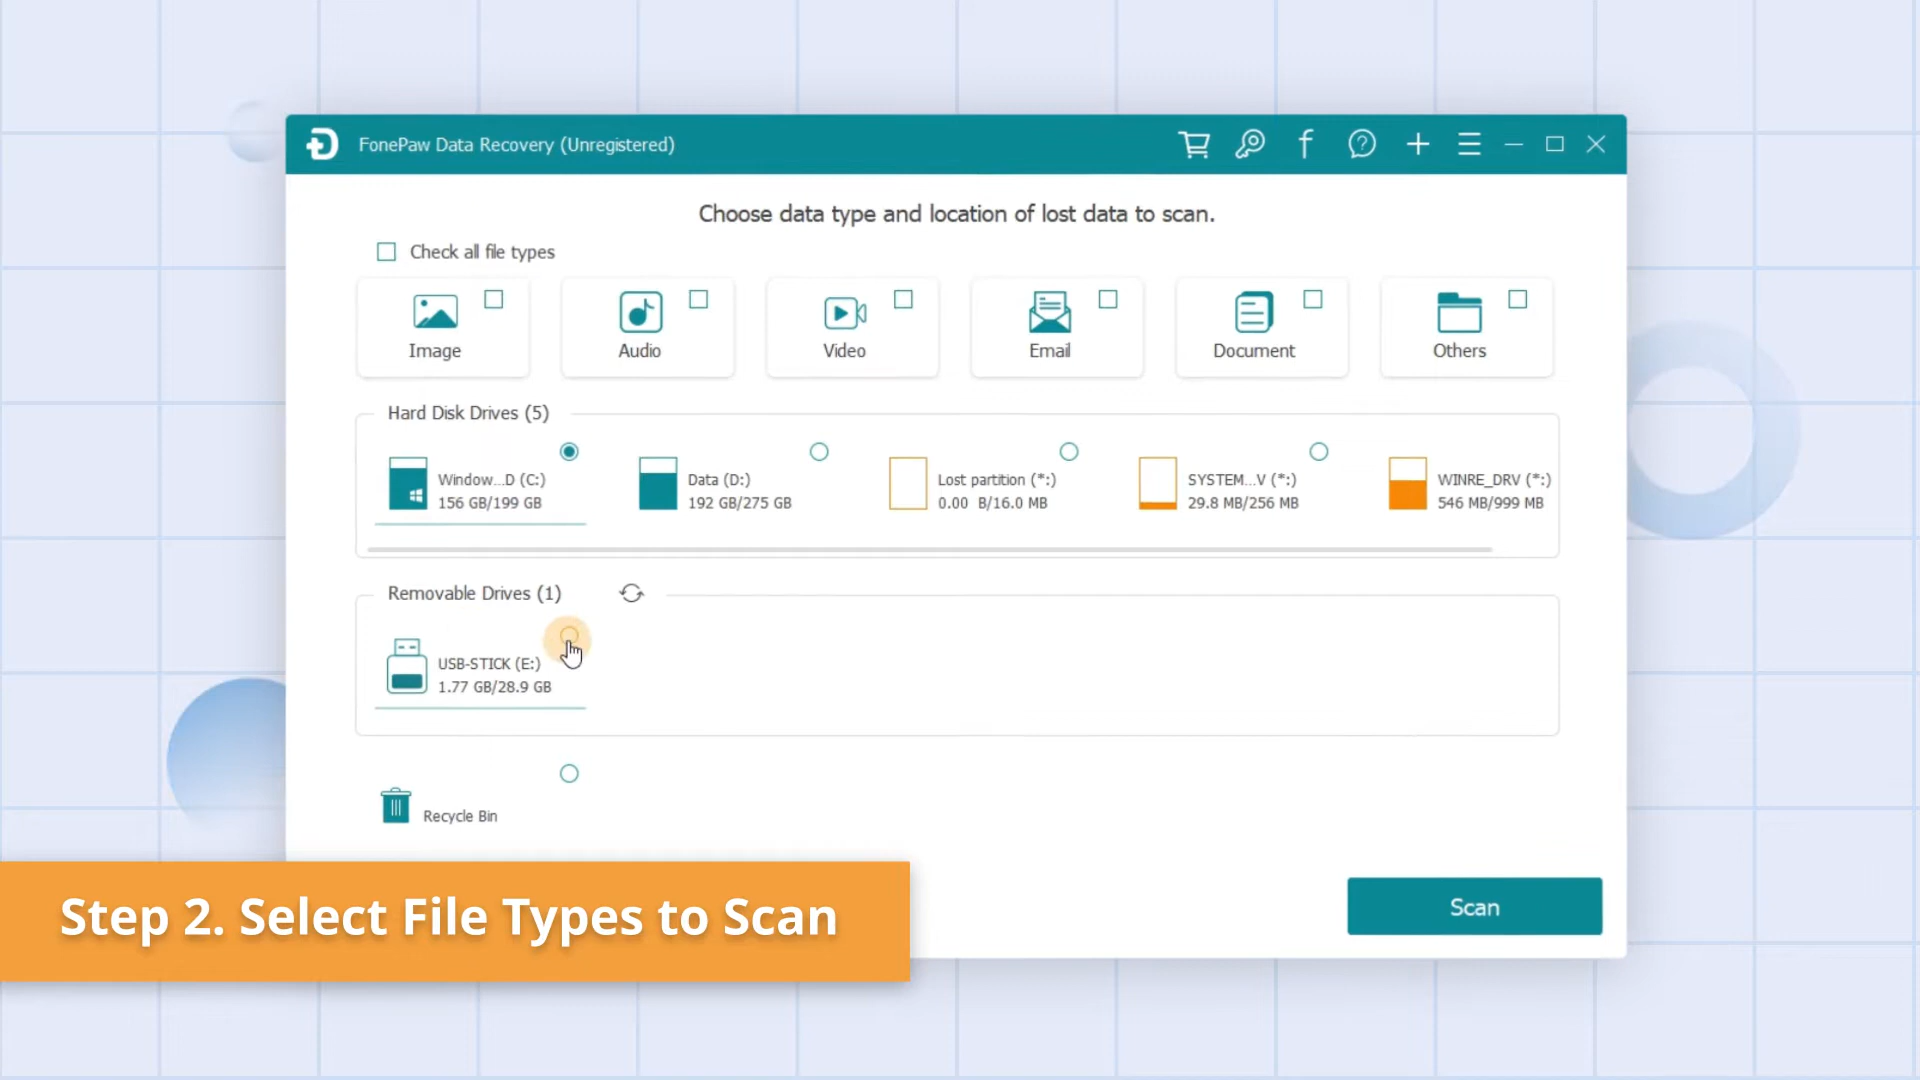 FonePaw Data Recovery (Unregistered)
Choose data type and location of lost data to scan.
Check all file types
Image
Audio
Video
Email
Document
Others
Hard Disk Drives (5)
Window...D (C:)
156 GB/199 GB
Data (D:)
192 GB/275 GB
Lost partition (*:)
0.00 B/16.0 MB
SYSTEM...V (*:)
29.8 MB/256 MB
WINRE_DRV (*:)
546 MB/999 MB
Removable Drives (1)
USB-STICK (E:)
1.77 GB/28.9 GB
Recycle Bin
Step 2. Select File Types to Scan
Scan